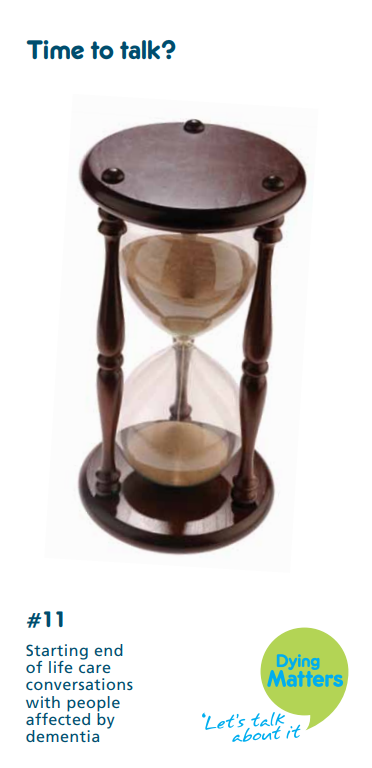 Time to talk?
#11
Starting end
of life care
conversations
with people
affected by
dementia
Dying
Matters
'Let's talk
about it